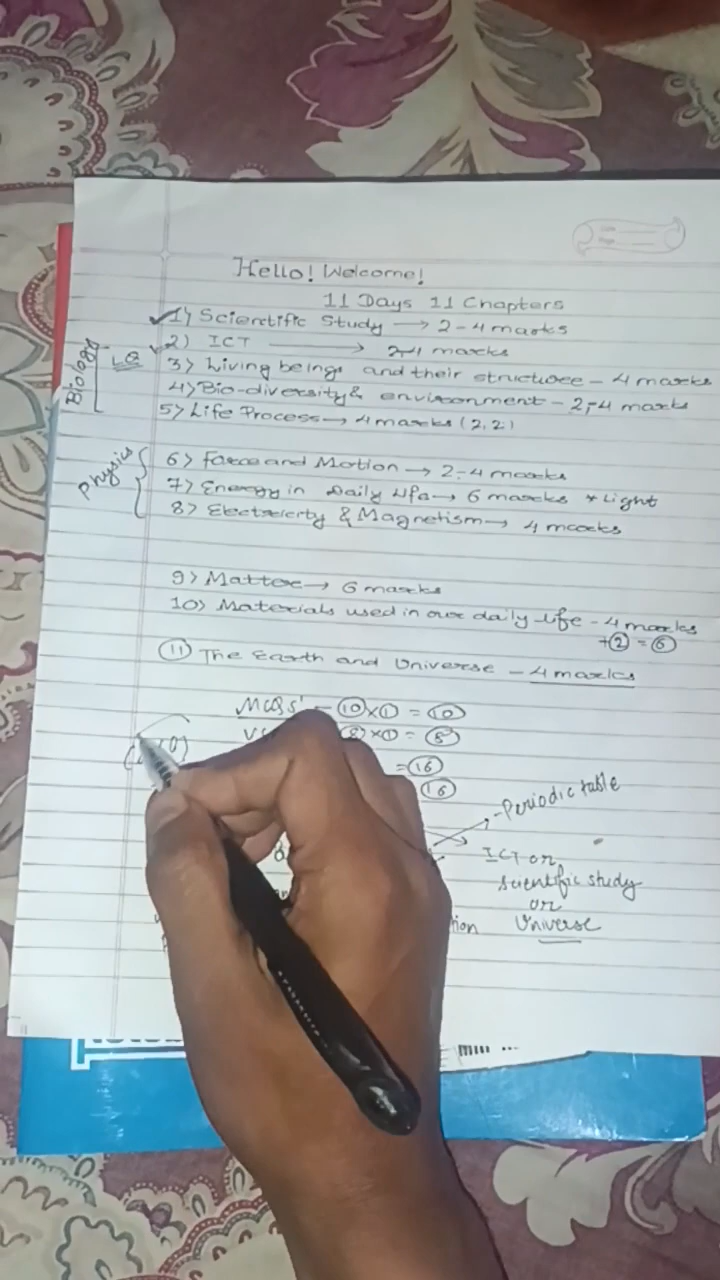 Hello! Welcome!
11 Days 11 Chapters
1) Scientific Study → 2-4 marks
2) ICT → 2-4 marks
Biology
LQ
3) Living beings and their structure - 4 marks
4) Bio-diversity & environment - 2,-4 marks
5) Life Process → 4 marks (2,2)
Physics
6) Force and Motion → 2-4 marks
7) Energy in Daily Life → 6 marks * Light
8) Electricity & Magnetism → 4 marks
9) Matter → 6 marks
10) Materials used in our daily life - 4 marks
+2 = 6
11 The Earth and Universe - 4 marks
MCQS' - 10 x 1 = 10
8 x 1 = 8
= 16
16
- Periodic table
ICT or
scientific study
or
Universe